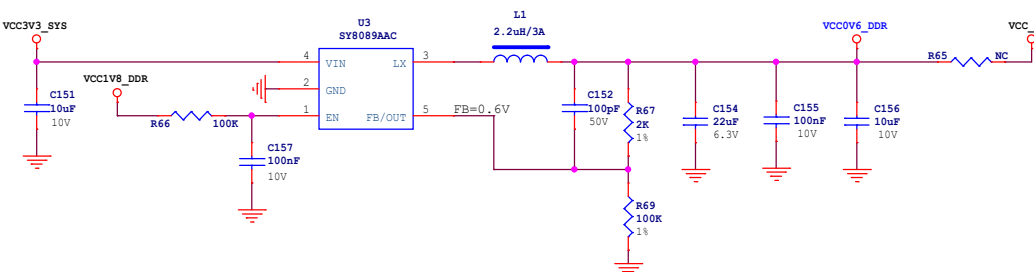 L1
2.2uH/3A
VCC3V3_SYS
U3
SY8089AAC
VCC0V6_DDR
VCC_
4
VIN
LX
3
R65
NC
VCC1V8_DDR
2
GND
C151
10uF
10V
1
EN
FB/OUT
5
FB=0.6V
R66
100K
C152
100pF
50V
R67
2K
1%
C154
22uF
6.3V
C155
100nF
10V
C156
10uF
10V
C157
100nF
10V
R69
100K
1%